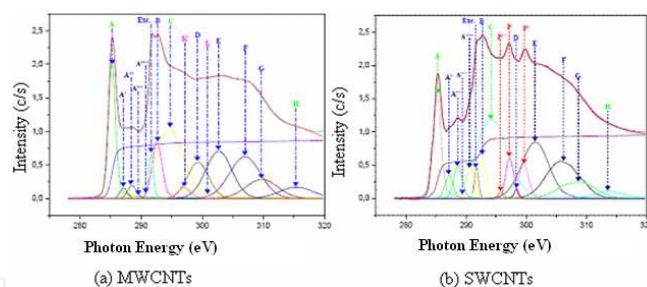 A Exc. B C K L D E F G H
A' A'' A''' A''''
2,5
2,0
1,5
1,0
0,5
0,0
Intensity (c/s)
280 290 300 310 320
Photon Energy (eV)
(a) MWCNTs
A Exc. B C P' P P' D E F G H
2,5
2,0
1,5
1,0
0,5
0,0
Intensity (c/s)
280 290 300 310 320
Photon Energy (eV)
(b) SWCNTs